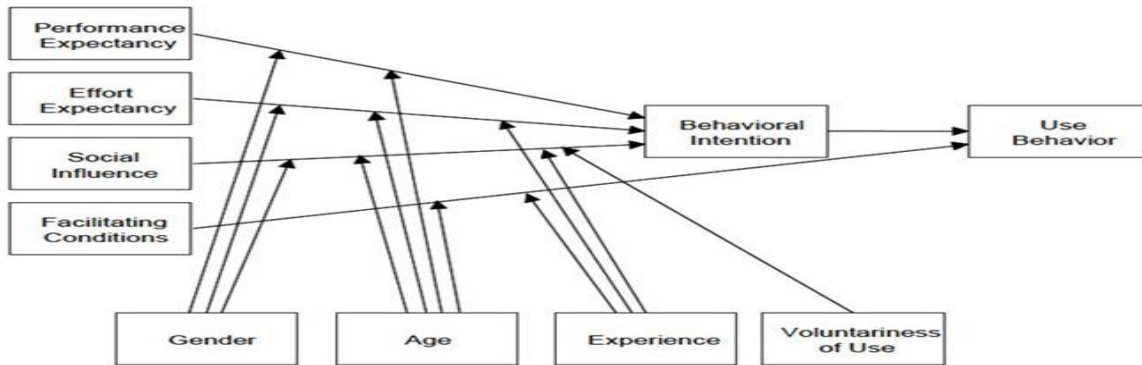 Performance
Expectancy
Effort
Expectancy
Social
Influence
Facilitating
Conditions
Behavioral
Intention
Use
Behavior
Gender
Age
Experience
Voluntariness
of Use